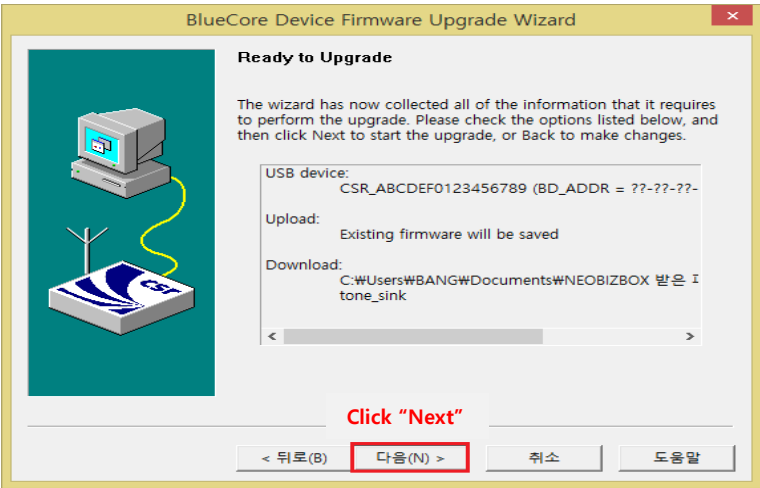 BlueCore Device Firmware Upgrade Wizard
Ready to Upgrade
The wizard has now collected all of the information that it requires
to perform the upgrade. Please check the options listed below, and
then click Next to start the upgrade, or Back to make changes.
USB device:
CSR_ABCDEF0123456789 (BD_ADDR = ??-??-??-
Upload:
Existing firmware will be saved
Download:
C:₩Users₩BANG₩Documents₩NEOBIZBOX 받은
tone_sink
CSR
Click “Next”
< 뒤로(B)
다음(N) >
취소
도움말